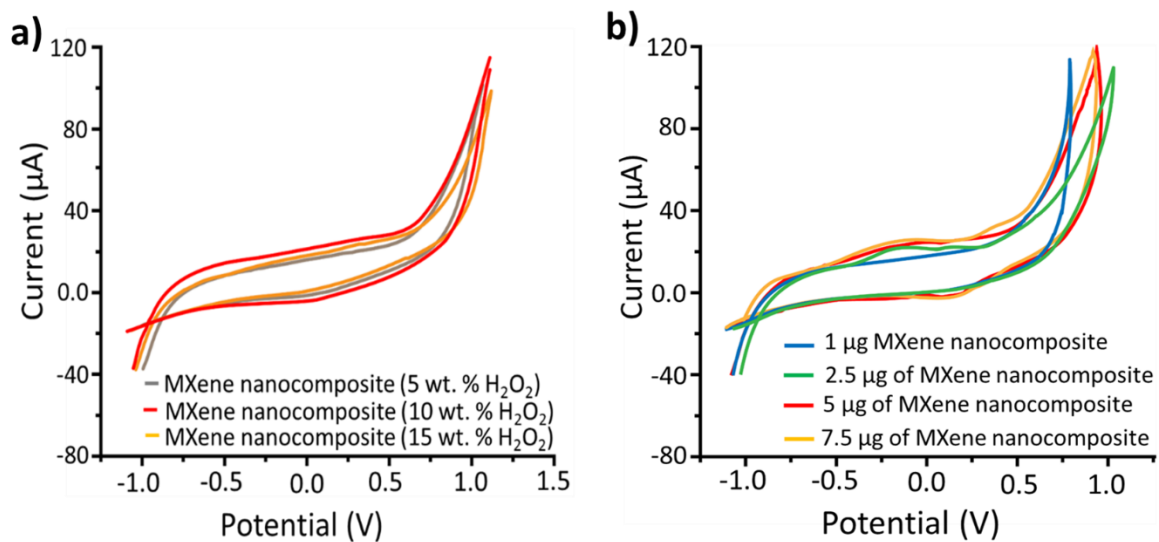 a)
120
80
40
0.0
-40
-80
Current (µA)
-1.0 -0.5 0.0 0.5 1.0 1.5
Potential (V)
MXene nanocomposite (5 wt. % H₂O₂)
MXene nanocomposite (10 wt. % H₂O₂)
MXene nanocomposite (15 wt. % H₂O₂)
b)
120
80
40
0.0
-40
-80
Current (µA)
-1.0 -0.5 0.0 0.5 1.0
Potential (V)
1 µg MXene nanocomposite
2.5 µg of MXene nanocomposite
5 µg of MXene nanocomposite
7.5 µg of MXene nanocomposite